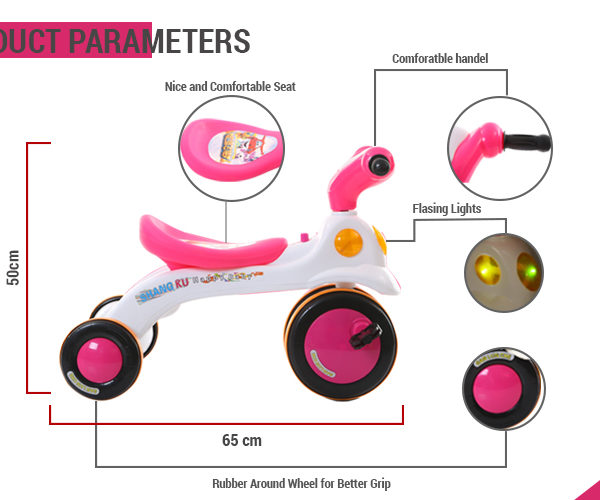 DUCT PARAMETERS
Comforatble handel
Nice and Comfortable Seat
Flasing Lights
50cm
SHANG KU
65 cm
Rubber Around Wheel for Better Grip